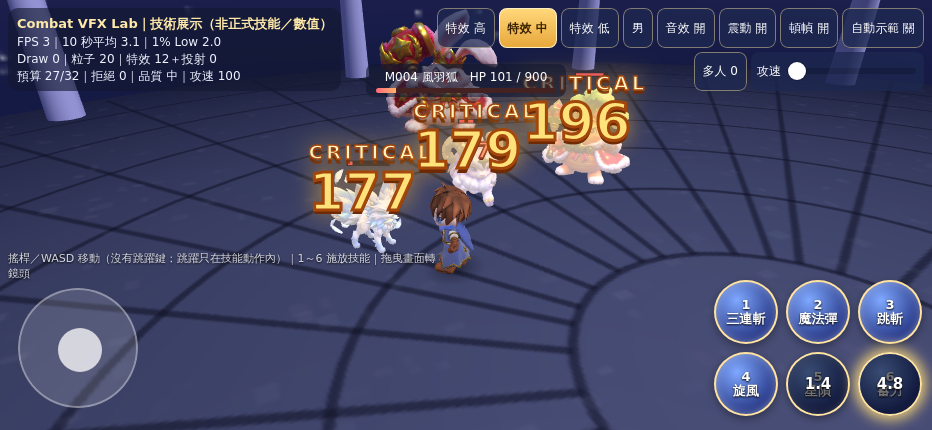 Combat VFX Lab｜技術展示（非正式技能／數值）
FPS 3｜10 秒平均 3.1｜1% Low 2.0
Draw 0｜粒子 20｜特效 12＋投射 0
預算 27/32｜拒絕 0｜品質 中｜攻速 100
特效 高
特效 中
特效 低
男
音效 開
震動 開
頓幀 開
自動示範 關
多人 0
攻速
M004 風羽狐 HP 101 / 900
CRITICAL
196
CRITICAL
179
CRITICAL
177
搖桿／WASD 移動（沒有跳躍鍵；跳躍只在技能動作內）｜1~6 施放技能｜拖曳畫面轉
鏡頭
1
三連斬
2
魔法彈
3
跳斬
4
旋風
5
星隕
1.4
6
蓄力
4.8